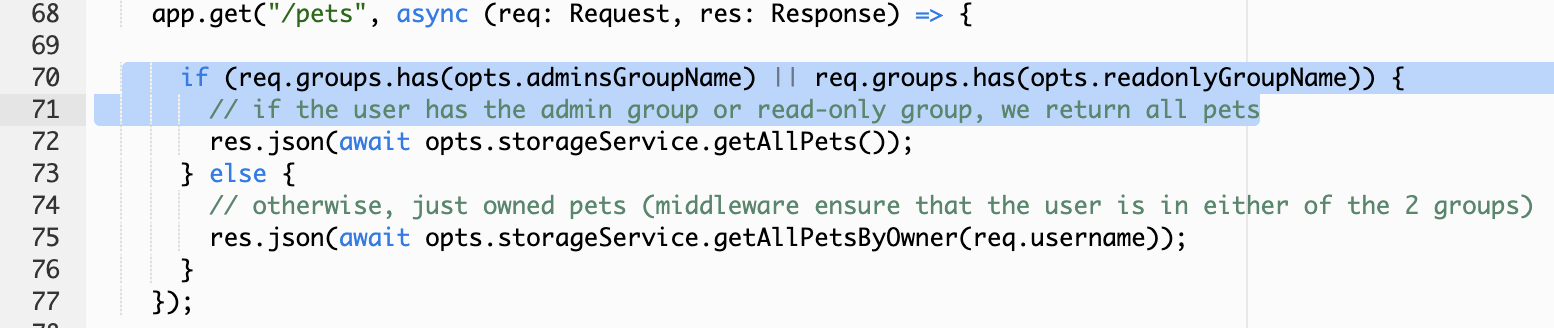 68 app.get("/pets", async (req: Request, res: Response) => {
69
70 if (req.groups.has(opts.adminsGroupName) || req.groups.has(opts.readonlyGroupName)) {
71 // if the user has the admin group or read-only group, we return all pets
72 res.json(await opts.storageService.getAllPets());
73 } else {
74 // otherwise, just owned pets (middleware ensure that the user is in either of the 2 groups)
75 res.json(await opts.storageService.getAllPetsByOwner(req.username));
76 }
77 });